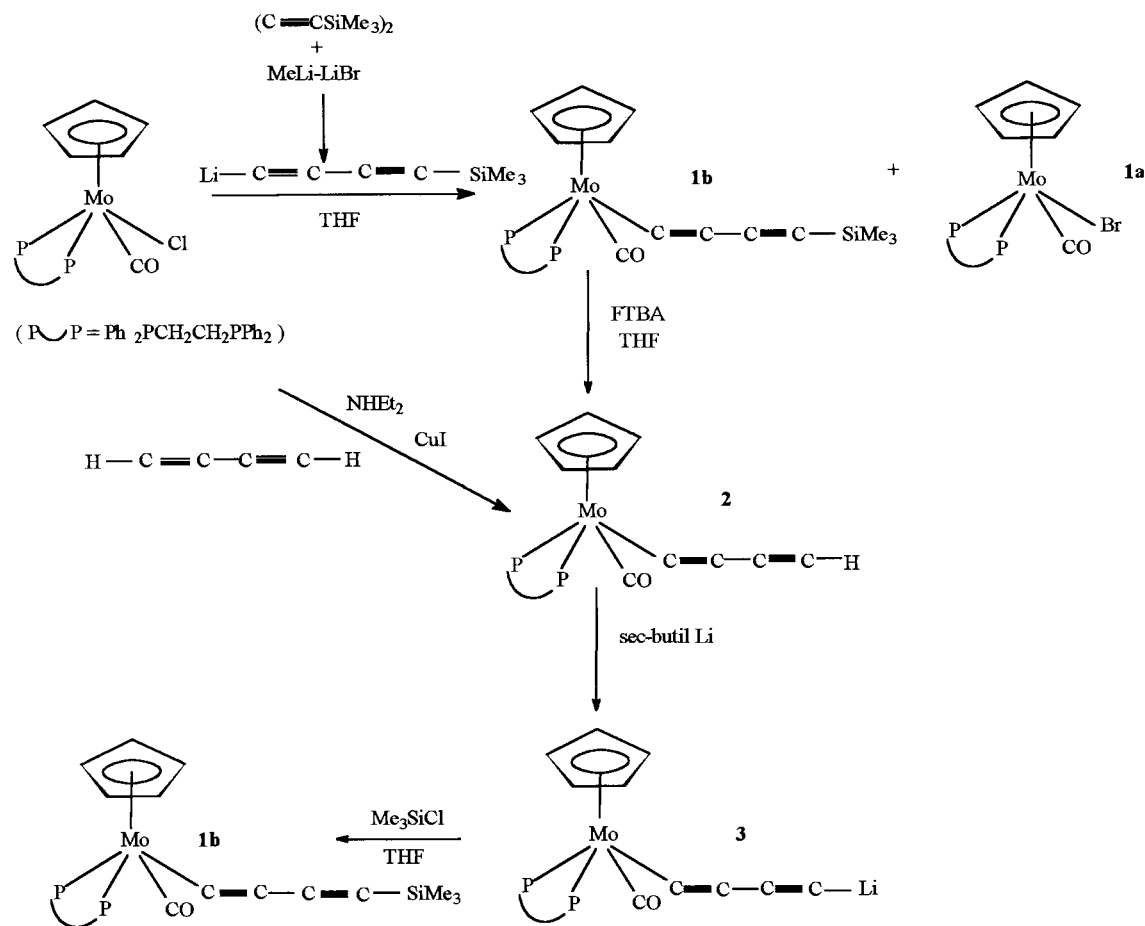 (C≡CSiMe3)2
+
MeLi-LiBr
Li—C≡C—C≡C—SiMe3
THF
Mo
P
P
CO
Cl
( P P = Ph 2PCH2CH2PPh2 )
Mo
1b
P
P
CO
C≡C—C≡C—SiMe3
+
Mo
1a
P
P
CO
Br
FTBA
THF
NHEt2
CuI
H—C≡C—C≡C—H
Mo
2
P
P
CO
C≡C—C≡C—H
sec-butil Li
Mo
3
P
P
CO
C≡C—C≡C—Li
Me3SiCl
THF
Mo
1b
P
P
CO
C≡C—C≡C—SiMe3